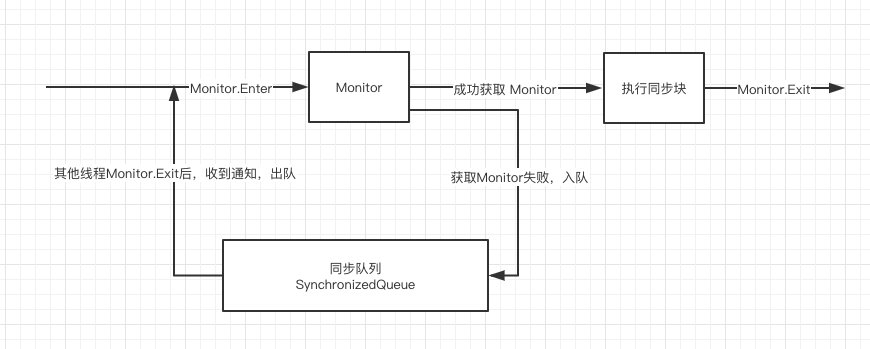 Monitor.Enter
Monitor
成功获取 Monitor
执行同步块
Monitor.Exit
其他线程Monitor.Exit后，收到通知，出队
获取Monitor失败，入队
同步队列
SynchronizedQueue